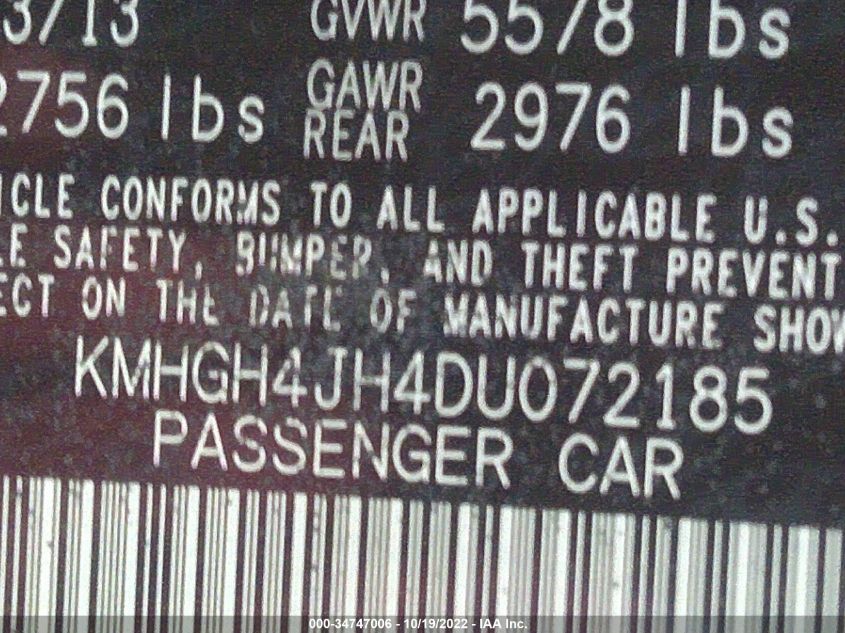 3/13 GVWR 5578 lbs
2756 lbs GAWR REAR 2976 lbs
ICLE CONFORMS TO ALL APPLICABLE U.S.
LE SAFETY, BUMPER, AND THEFT PREVENT
ECT ON THE DATE OF MANUFACTURE SHOW
KMHGH4JH4DU072185
PASSENGER CAR
000-34747006 - 10/19/2022 - IAA Inc.